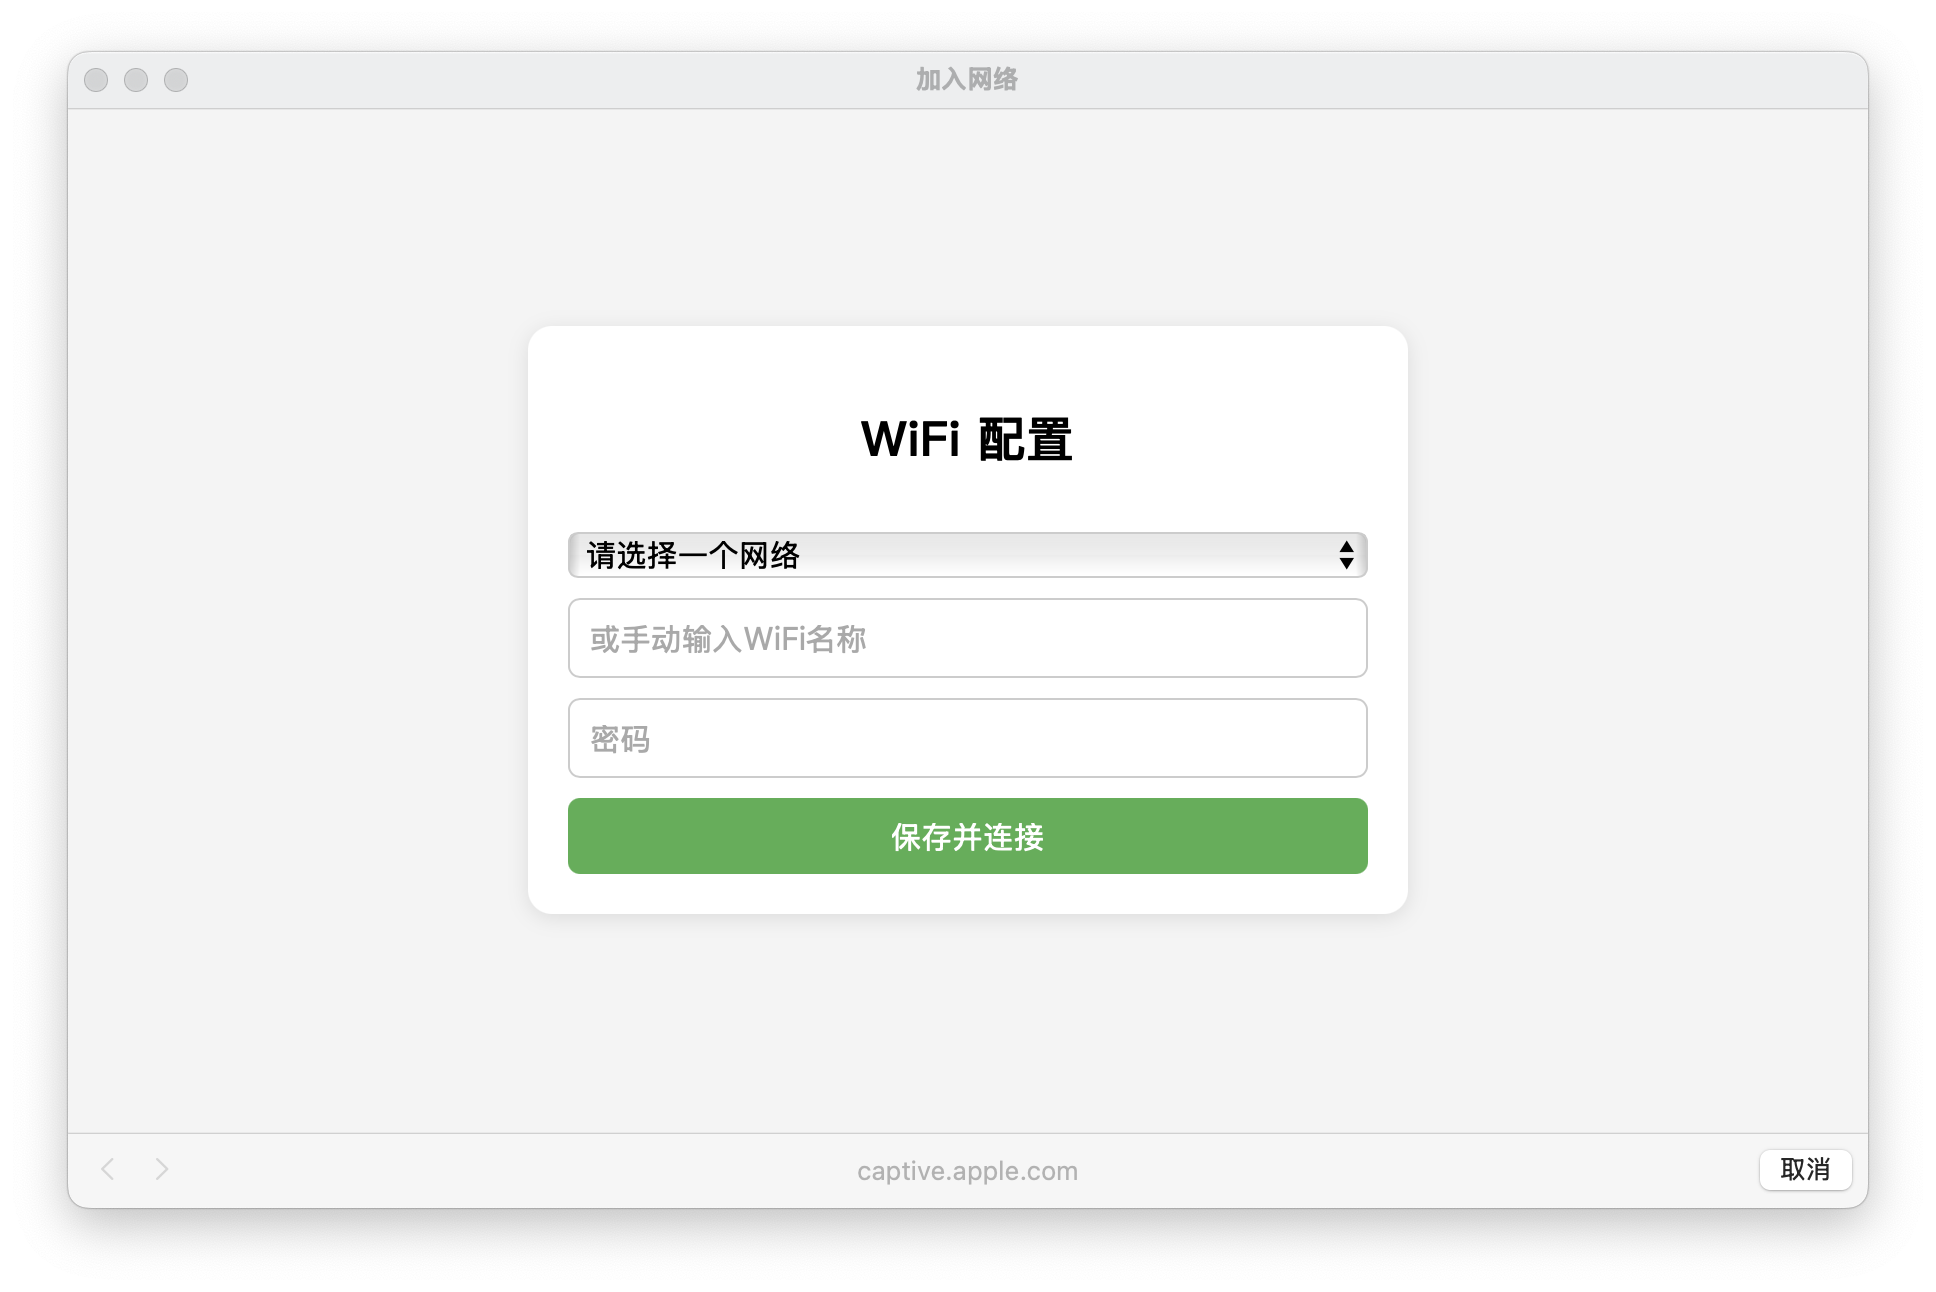 加入网络
WiFi 配置
请选择一个网络
或手动输入WiFi名称
密码
保存并连接
captive.apple.com
取消